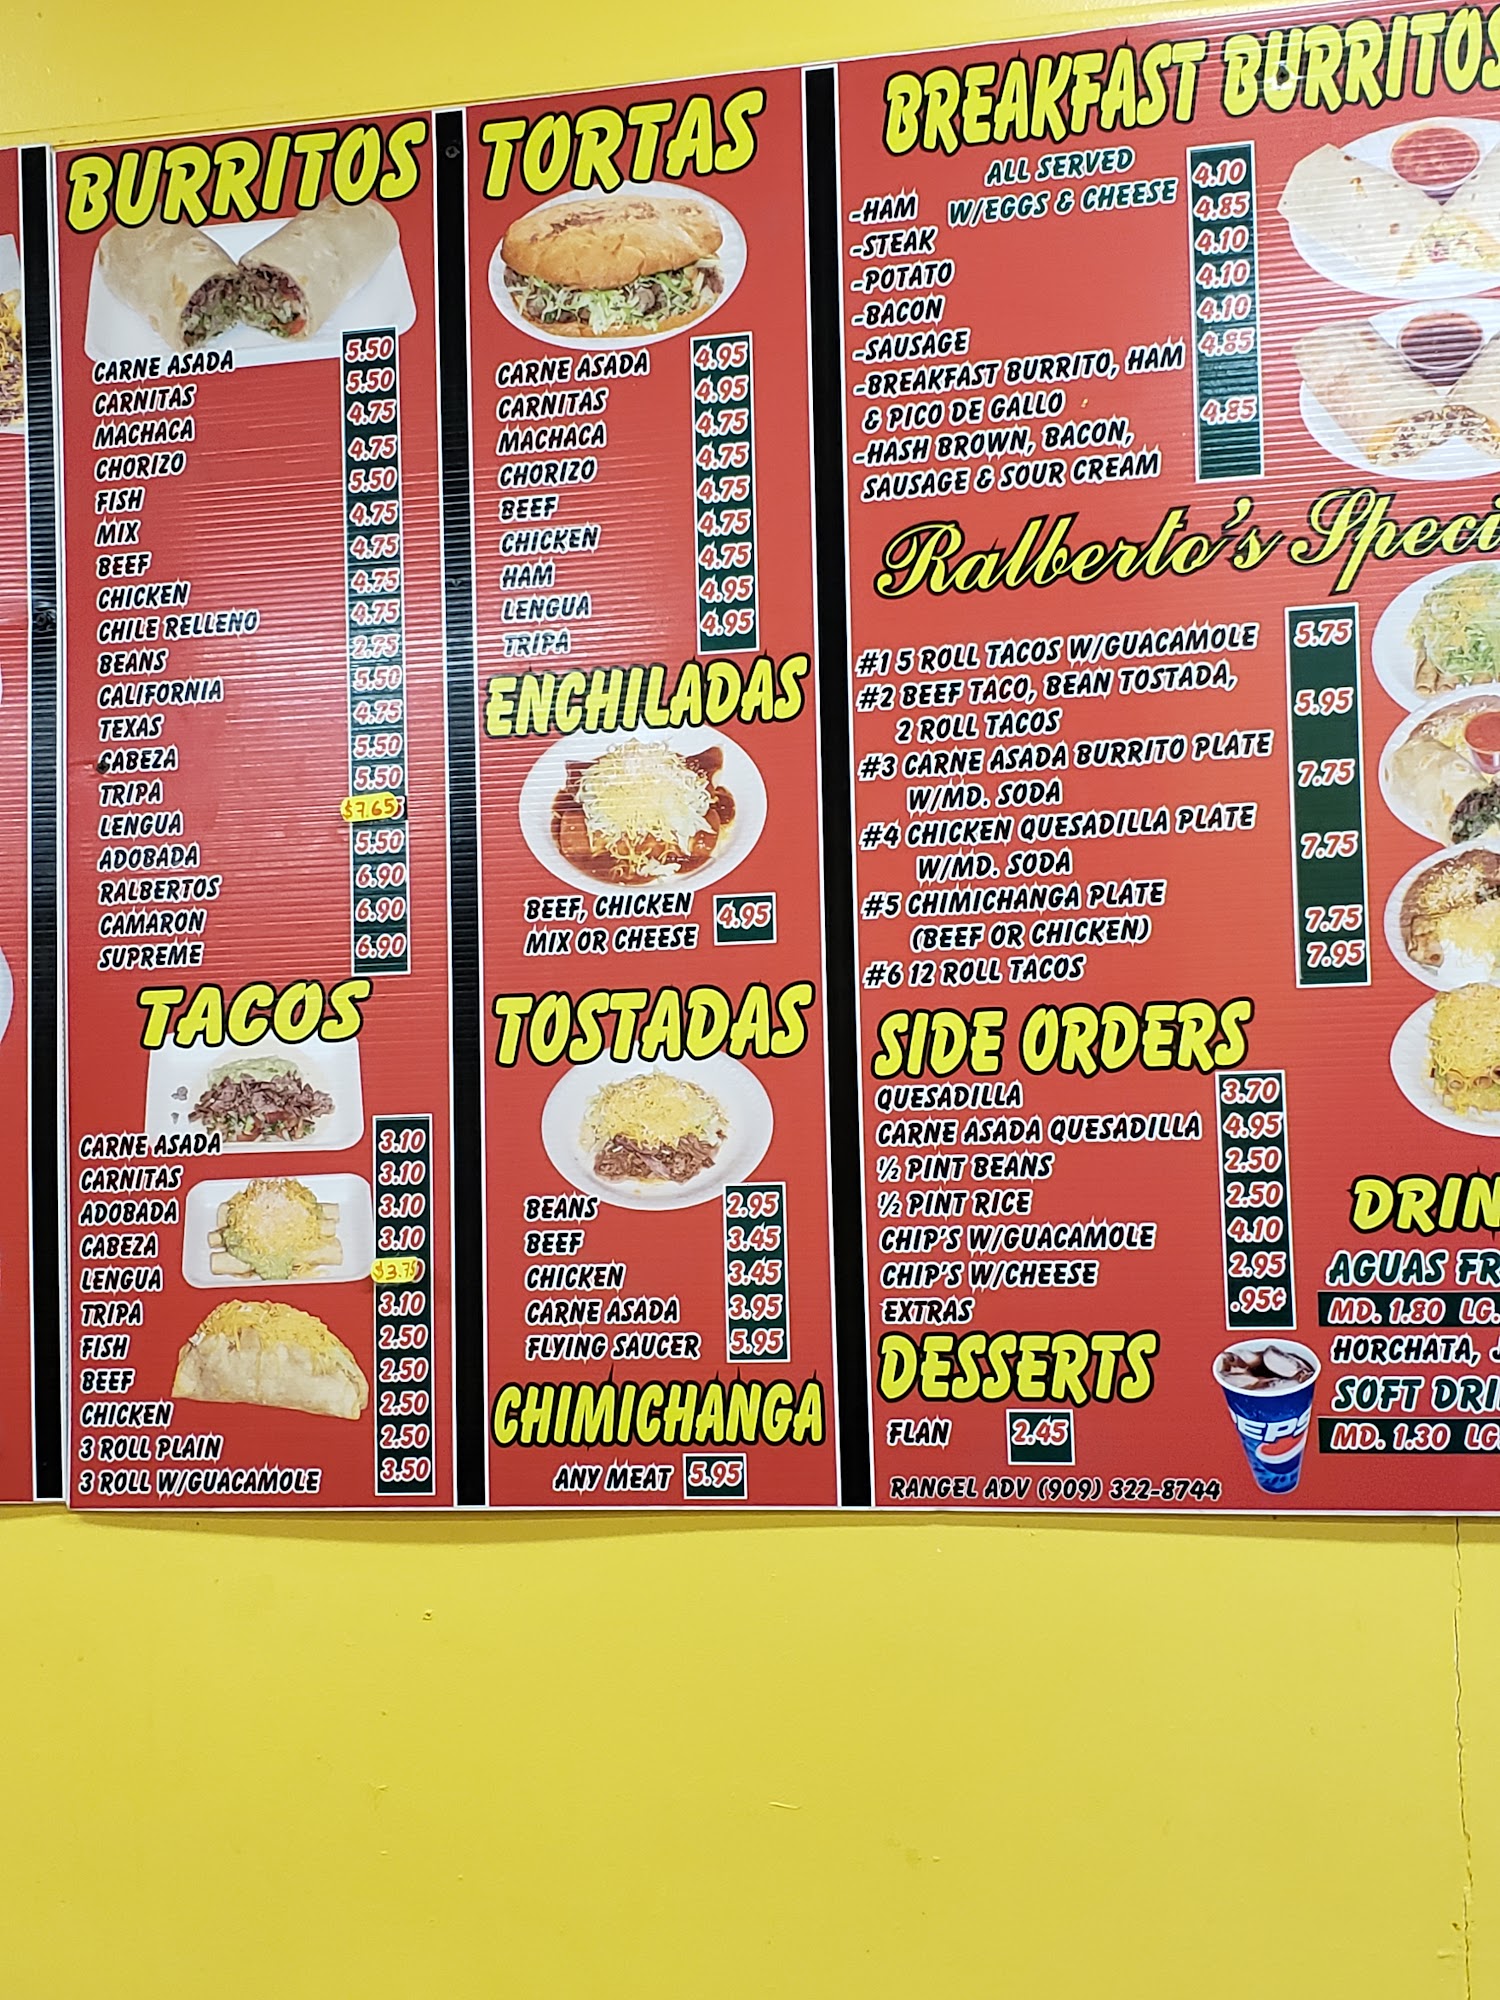 BURRITOS
CARNE ASADA 5.50
CARNITAS 5.50
MACHACA 4.75
CHORIZO 4.75
FISH 5.50
MIX 4.75
BEEF 4.75
CHICKEN 4.75
CHILE RELLENO 4.75
BEANS 2.75
CALIFORNIA 5.50
TEXAS 4.75
CABEZA 5.50
TRIPA 5.50
LENGUA $7.65
ADOBADA 5.50
RALBERTOS 6.90
CAMARON 6.90
SUPREME 6.90
TACOS
CARNE ASADA 3.10
CARNITAS 3.10
ADOBADA 3.10
CABEZA 3.10
LENGUA $3.75
TRIPA 3.10
FISH 2.50
BEEF 2.50
CHICKEN 2.50
3 ROLL PLAIN 2.50
3 ROLL W/GUACAMOLE 3.50
TORTAS
CARNE ASADA 4.95
CARNITAS 4.95
MACHACA 4.75
CHORIZO 4.75
BEEF 4.75
CHICKEN 4.75
HAM 4.75
LENGUA 4.95
TRIPA 4.95
ENCHILADAS
BEEF, CHICKEN
MIX OR CHEESE 4.95
TOSTADAS
BEANS 2.95
BEEF 3.45
CHICKEN 3.45
CARNE ASADA 3.95
FLYING SAUCER 5.95
CHIMICHANGA
ANY MEAT 5.95
BREAKFAST BURRITOS
ALL SERVED
W/EGGS & CHEESE
-HAM 4.10
-STEAK 4.85
-POTATO 4.10
-BACON 4.10
-SAUSAGE 4.10
-BREAKFAST BURRITO, HAM 4.85
& PICO DE GALLO
-HASH BROWN, BACON, 4.85
SAUSAGE & SOUR CREAM
Ralberto's Speci
#1 5 ROLL TACOS W/GUACAMOLE 5.75
#2 BEEF TACO, BEAN TOSTADA, 5.95
2 ROLL TACOS
#3 CARNE ASADA BURRITO PLATE 7.75
W/MD. SODA
#4 CHICKEN QUESADILLA PLATE 7.75
W/MD. SODA
#5 CHIMICHANGA PLATE 7.75
(BEEF OR CHICKEN)
#6 12 ROLL TACOS 7.95
SIDE ORDERS
QUESADILLA 3.70
CARNE ASADA QUESADILLA 4.95
½ PINT BEANS 2.50
½ PINT RICE 2.50
CHIP'S W/GUACAMOLE 4.10
CHIP'S W/CHEESE 2.95
EXTRAS .95¢
DESSERTS
FLAN 2.45
RANGEL ADV (909) 322-8744
DRIN
AGUAS FR
MD. 1.80 LG.
HORCHATA, J
SOFT DRI
MD. 1.30 LG
EPS